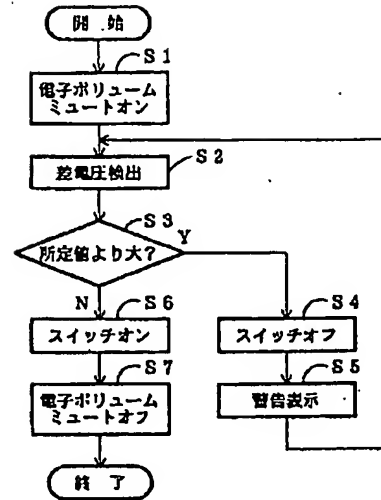 開始
S1
電子ボリューム
ミュートオン
S2
差電圧検出
S3
所定値より大?
Y
N
S6
スイッチオン
S4
スイッチオフ
S7
電子ボリューム
ミュートオフ
S5
警告表示
終了